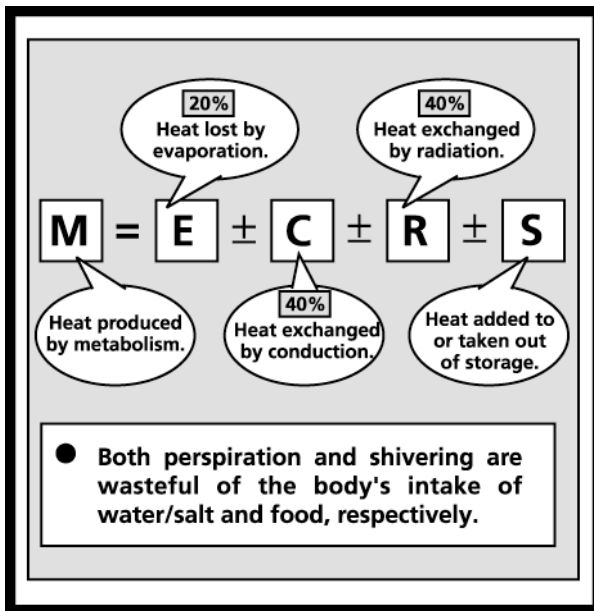 20%
Heat lost by
evaporation.
40%
Heat exchanged
by radiation.
M = E ± C ± R ± S
Heat produced
by metabolism.
40%
Heat exchanged
by conduction.
Heat added to
or taken out
of storage.
● Both perspiration and shivering are
wasteful of the body's intake of
water/salt and food, respectively.